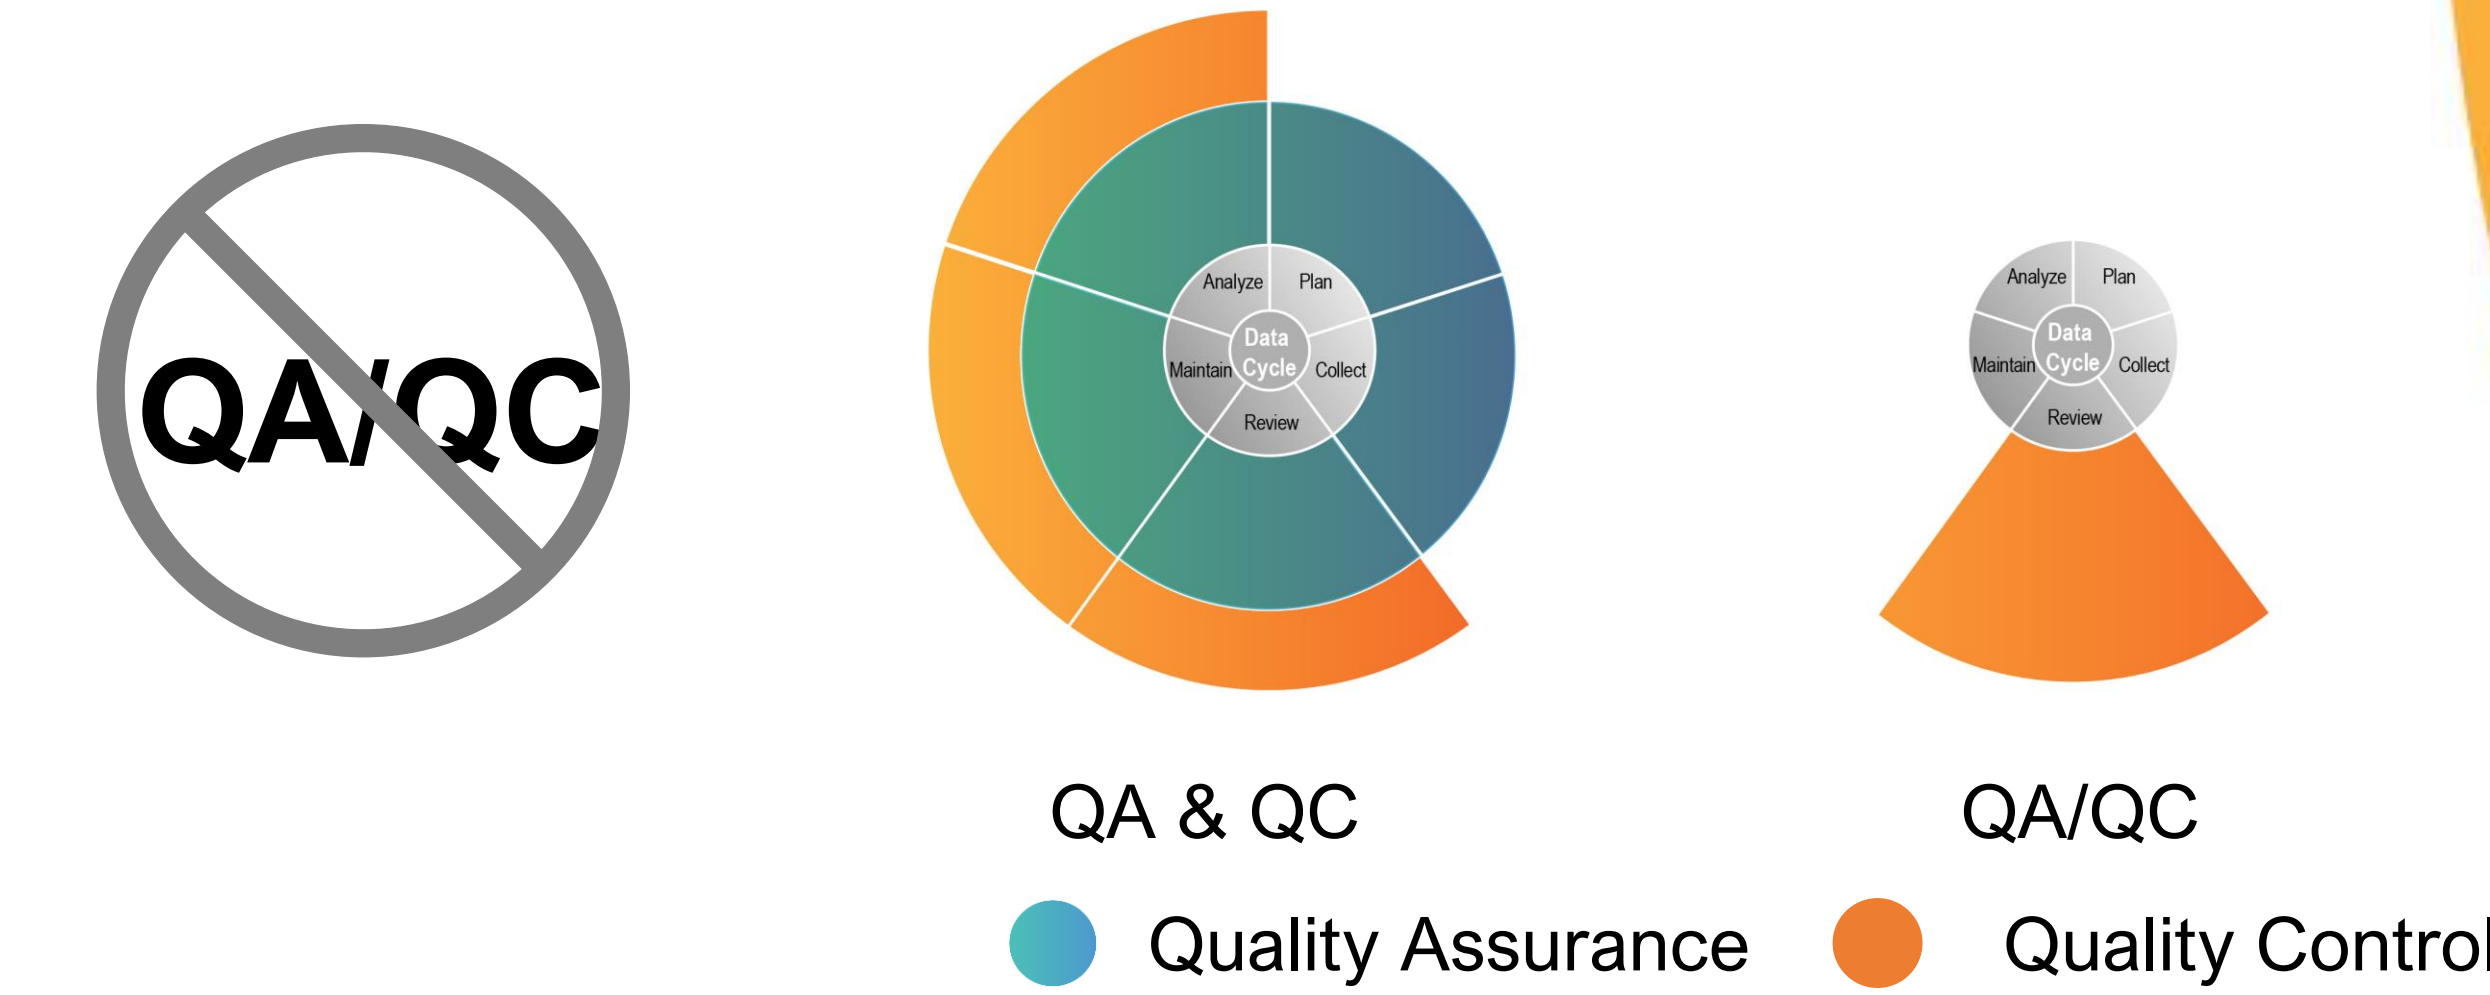 QA/QC
Analyze
Plan
Data
Cycle
Maintain
Collect
Review
Analyze
Plan
Data
Cycle
Maintain
Collect
Review
QA & QC
QA/QC
Quality Assurance
Quality Control